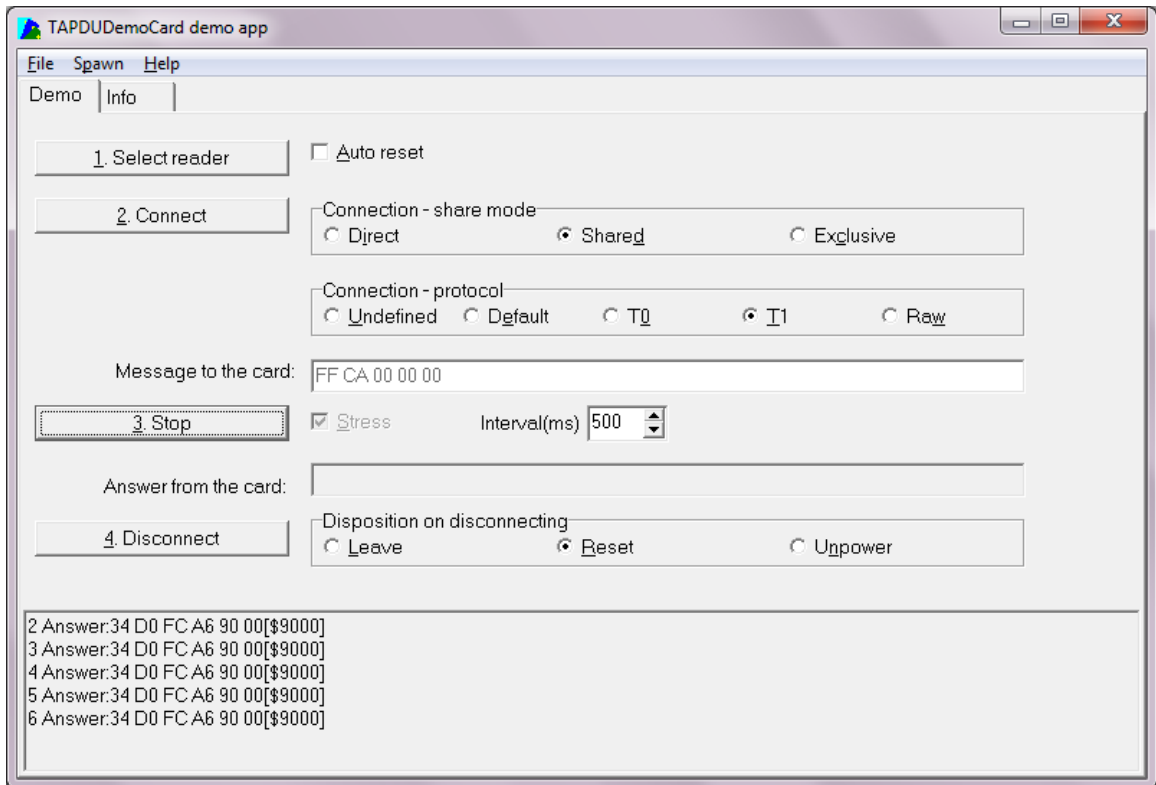 TAPDUDemoCard demo app
File Spawn Help
Demo Info
1. Select reader Auto reset
2. Connect Connection - share mode
Direct Shared Exclusive
Connection - protocol
Undefined Default T0 T1 Raw
Message to the card: FF CA 00 00 00
3. Stop Stress Interval(ms) 500
Answer from the card:
4. Disconnect Disposition on disconnecting
Leave Reset Unpower
2 Answer:34 D0 FC A6 90 00[$9000]
3 Answer:34 D0 FC A6 90 00[$9000]
4 Answer:34 D0 FC A6 90 00[$9000]
5 Answer:34 D0 FC A6 90 00[$9000]
6 Answer:34 D0 FC A6 90 00[$9000]